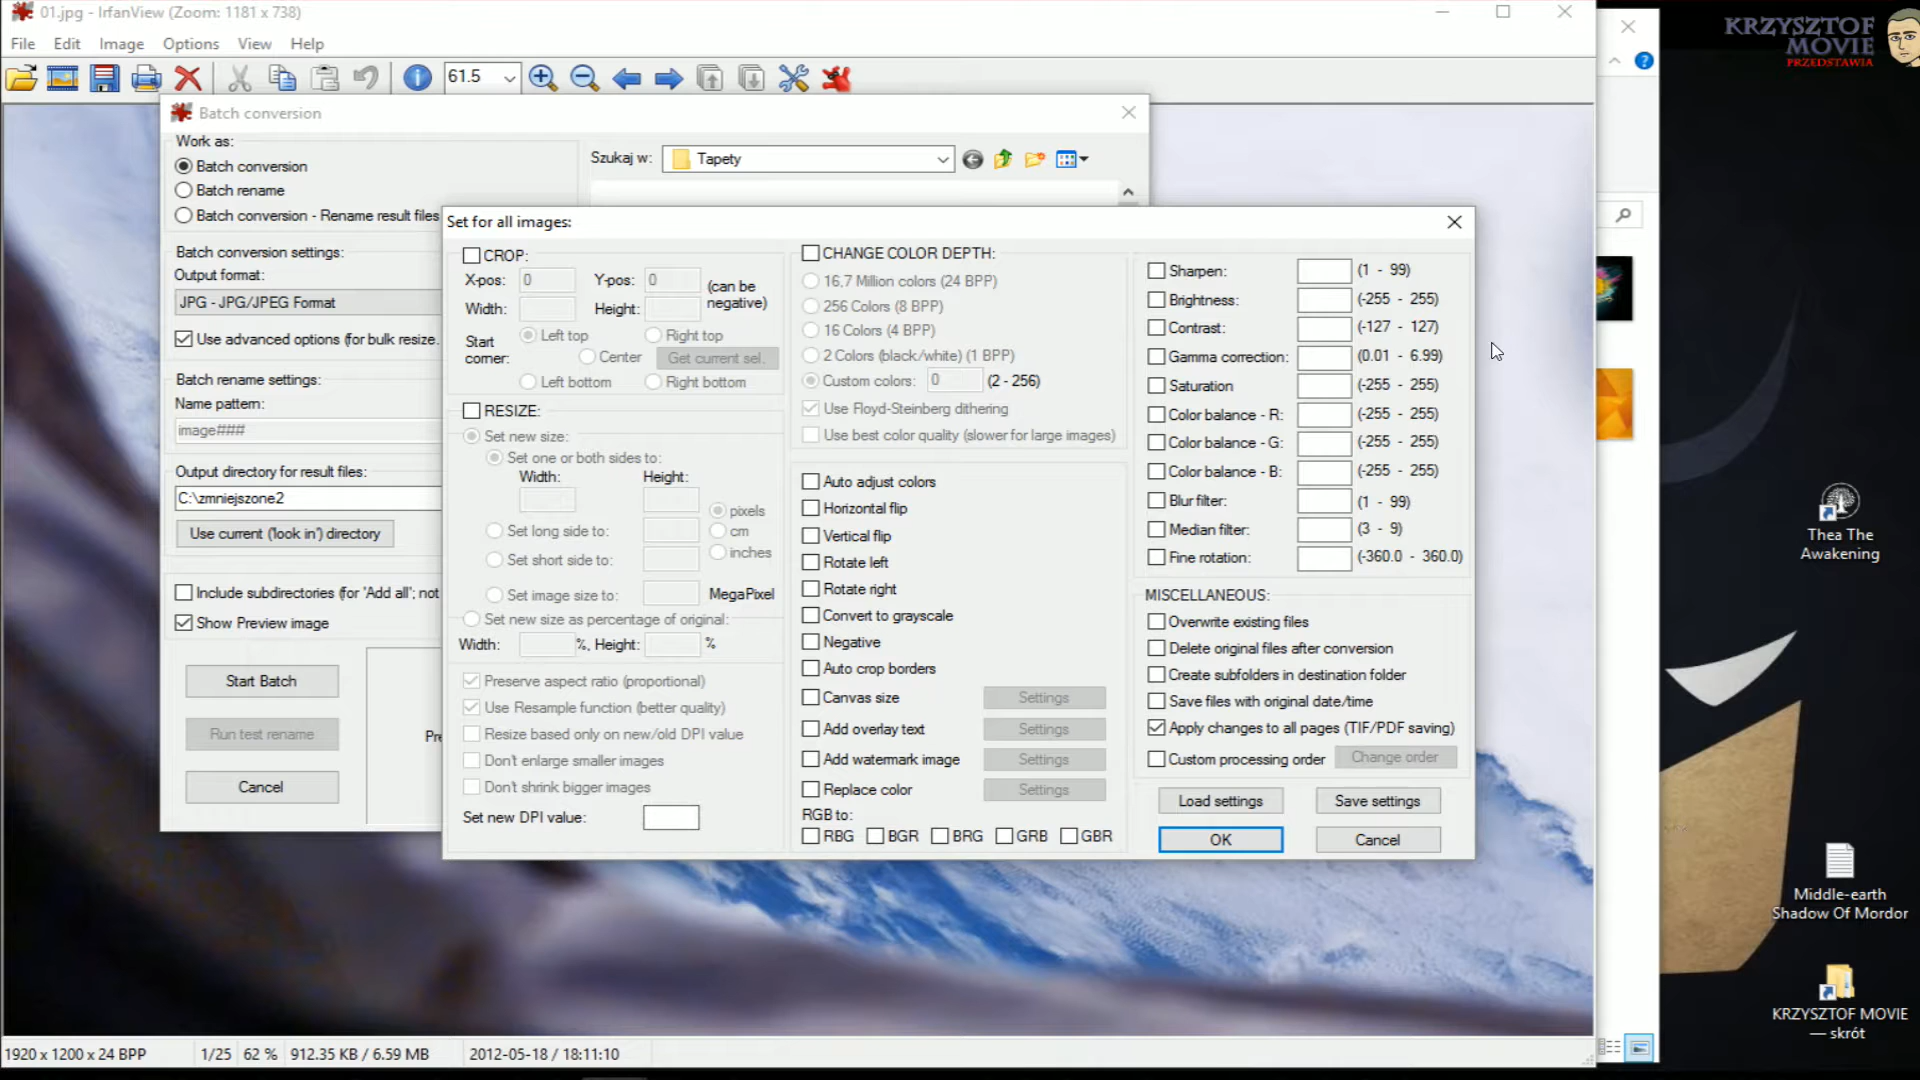 01.jpg - IrfanView (Zoom: 1181 x 738)
File Edit Image Options View Help
61.5
KRZYSZTOF
MOVIE
PRZEDSTAWIA
Batch conversion
Work as:
Batch conversion
Batch rename
Batch conversion - Rename result files
Szukaj w: Tapety
Batch conversion settings:
Output format:
JPG - JPG/JPEG Format
Use advanced options (for bulk resize.
Batch rename settings:
Name pattern:
image###
Output directory for result files:
C:\zmniejszone2
Use current ('look in') directory
Include subdirectories (for 'Add all'; not
Show Preview image
Start Batch
Run test rename
Cancel
Pre
Set for all images:
CROP:
X-pos: 0 Y-pos: 0 (can be
negative)
Width: Height:
Start
corner:
Left top Right top
Center Get current sel.
Left bottom Right bottom
RESIZE:
Set new size:
Set one or both sides to:
Width: Height:
pixels
cm
inches
Set long side to:
Set short side to:
Set image size to: MegaPixel
Set new size as percentage of original:
Width: %, Height: %
Preserve aspect ratio (proportional)
Use Resample function (better quality)
Resize based only on new/old DPI value
Don't enlarge smaller images
Don't shrink bigger images
Set new DPI value:
CHANGE COLOR DEPTH:
16,7 Million colors (24 BPP)
256 Colors (8 BPP)
16 Colors (4 BPP)
2 Colors (black/white) (1 BPP)
Custom colors: 0 (2 - 256)
Use Floyd-Steinberg dithering
Use best color quality (slower for large images)
Auto adjust colors
Horizontal flip
Vertical flip
Rotate left
Rotate right
Convert to grayscale
Negative
Auto crop borders
Canvas size Settings
Add overlay text Settings
Add watermark image Settings
Replace color Settings
RGB to:
RBG BGR BRG GRB GBR
Sharpen: (1 - 99)
Brightness: (-255 - 255)
Contrast: (-127 - 127)
Gamma correction: (0.01 - 6.99)
Saturation (-255 - 255)
Color balance - R: (-255 - 255)
Color balance - G: (-255 - 255)
Color balance - B: (-255 - 255)
Blur filter: (1 - 99)
Median filter: (3 - 9)
Fine rotation: (-360.0 - 360.0)
MISCELLANEOUS:
Overwrite existing files
Delete original files after conversion
Create subfolders in destination folder
Save files with original date/time
Apply changes to all pages (TIF/PDF saving)
Custom processing order Change order
Load settings Save settings
OK Cancel
Thea The
Awakening
Middle-earth
Shadow Of Mordor
KRZYSZTOF MOVIE
— skrót
1920 x 1200 x 24 BPP 1/25 62 % 912.35 KB / 6.59 MB 2012-05-18 / 18:11:10